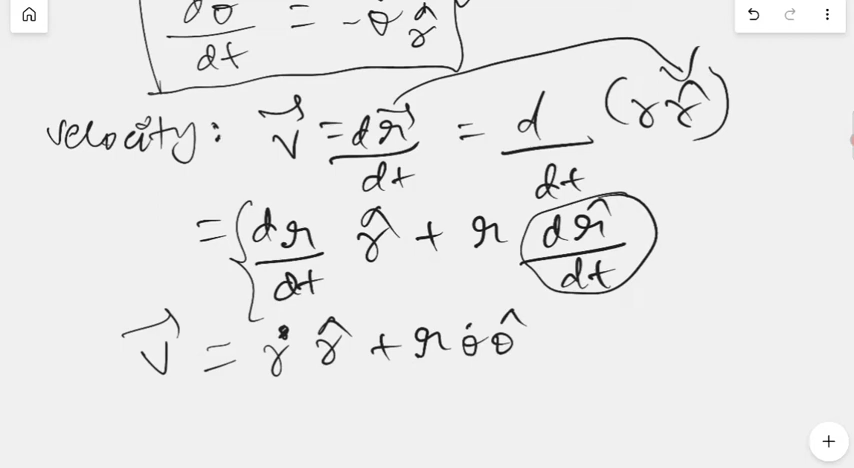 dθ̂/dt = -θ̇ r̂
velocity: v⃗ = dr⃗/dt = d/dt (r r̂)
= {dr/dt r̂ + r dr̂/dt
v⃗ = ṙ r̂ + r θ̇ θ̂